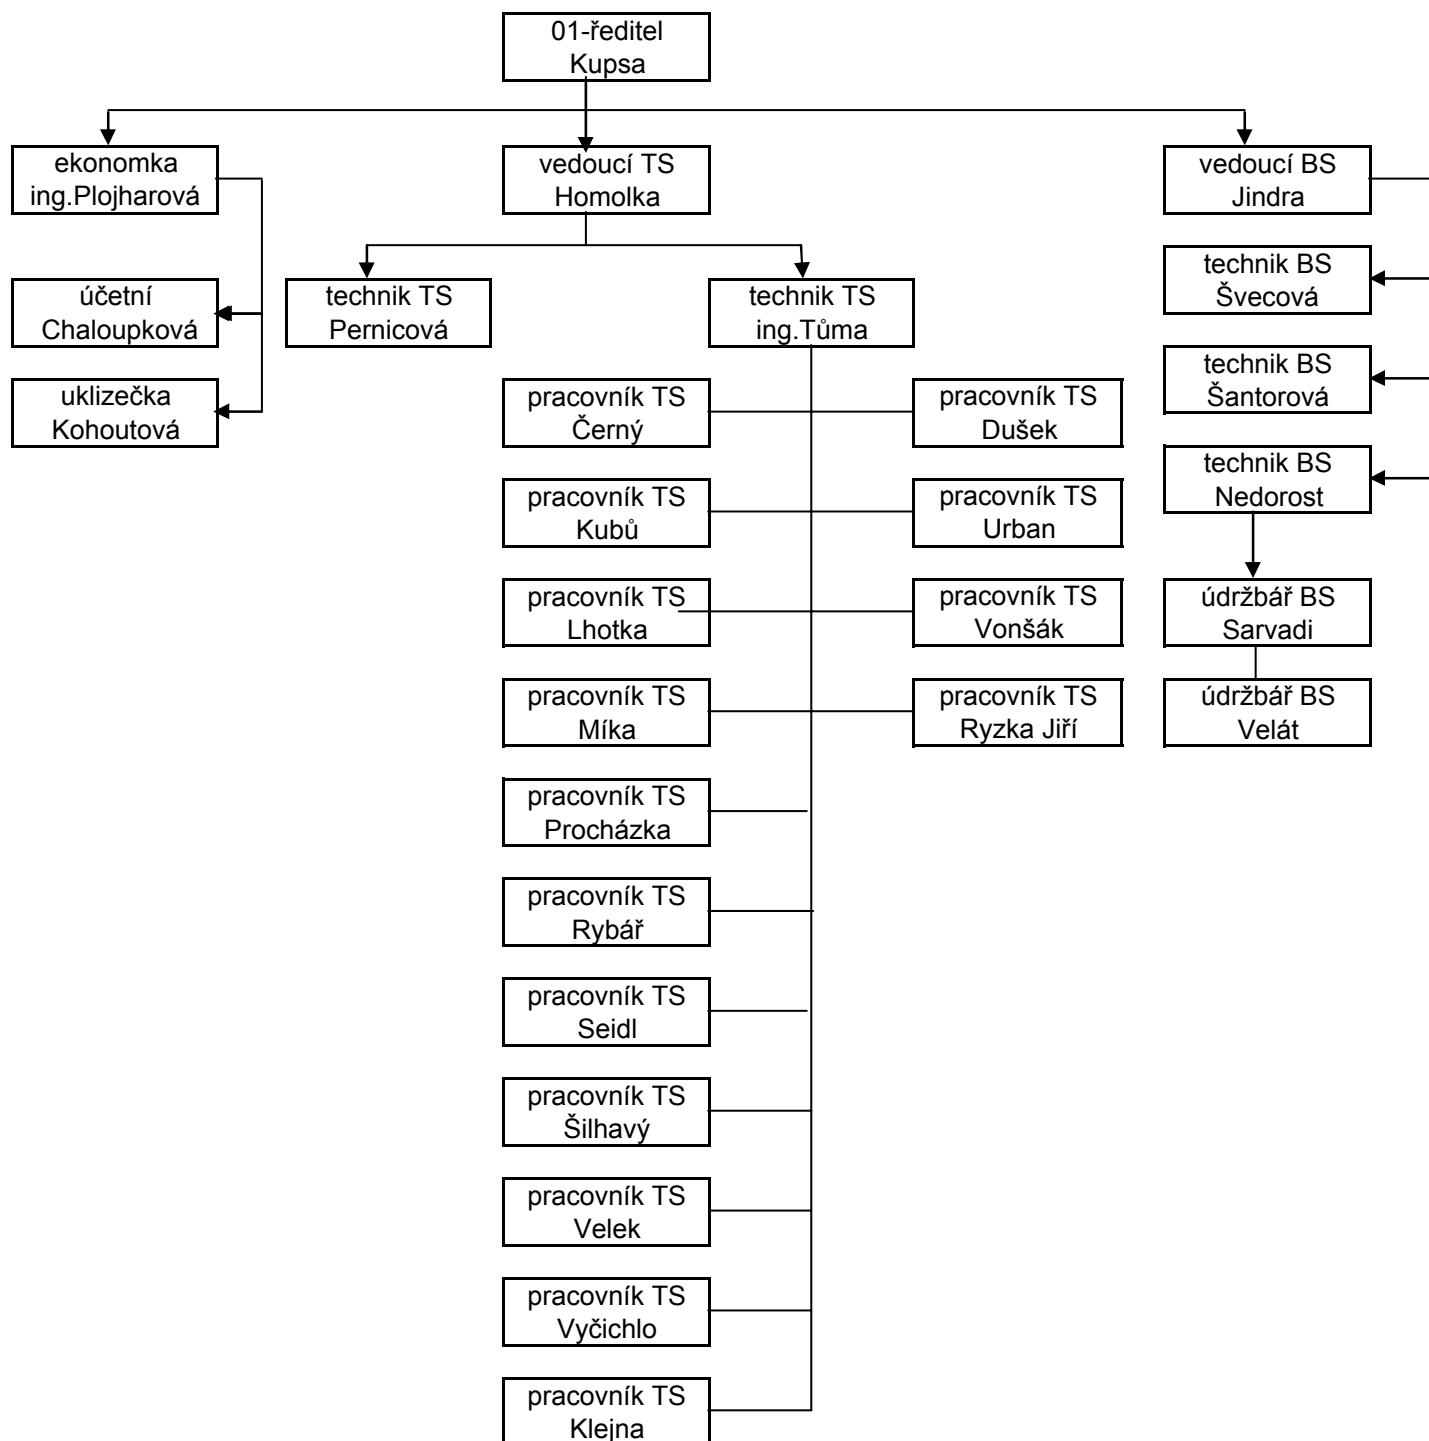 01-ředitel
Kupsa
ekonomka
ing.Plojharová
vedoucí TS
Homolka
vedoucí BS
Jindra
účetní
Chaloupková
technik TS
Pernicová
technik TS
ing.Tůma
technik BS
Švecová
uklizečka
Kohoutová
pracovník TS
Černý
pracovník TS
Dušek
technik BS
Šantorová
pracovník TS
Kubů
pracovník TS
Urban
technik BS
Nedorost
pracovník TS
Lhotka
pracovník TS
Vonšák
údržbář BS
Sarvadi
pracovník TS
Míka
pracovník TS
Ryzka Jiří
údržbář BS
Velát
pracovník TS
Procházka
pracovník TS
Rybář
pracovník TS
Seidl
pracovník TS
Šilhavý
pracovník TS
Velek
pracovník TS
Vyčichlo
pracovník TS
Klejna